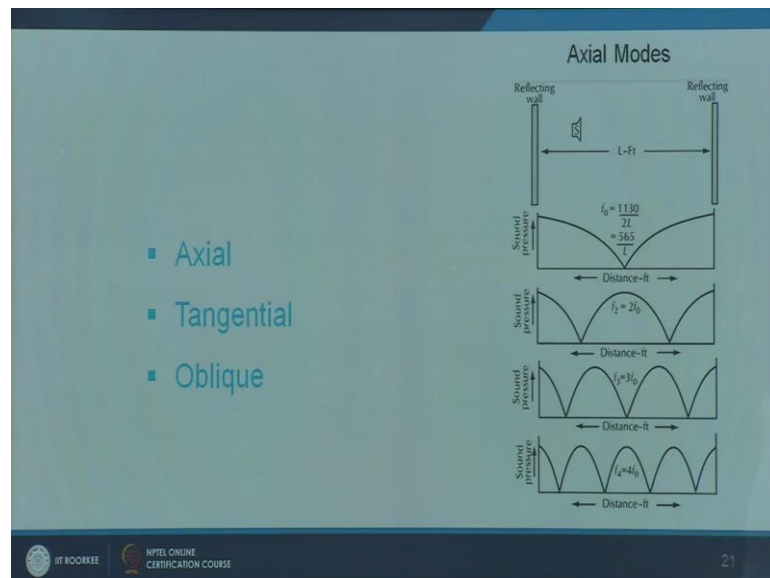 Axial Modes
Reflecting wall
Reflecting wall
S
L-Ft
Sound pressure
f₀ = 1130 / 2L
= 565 / L
Distance-ft
Sound pressure
f₂ = 2f₀
Distance-ft
Sound pressure
f₃=3f₀
Distance-ft
Sound pressure
f₄=4f₀
Distance-ft
▪ Axial
▪ Tangential
▪ Oblique
IIT ROORKEE
NPTEL ONLINE
CERTIFICATION COURSE
21